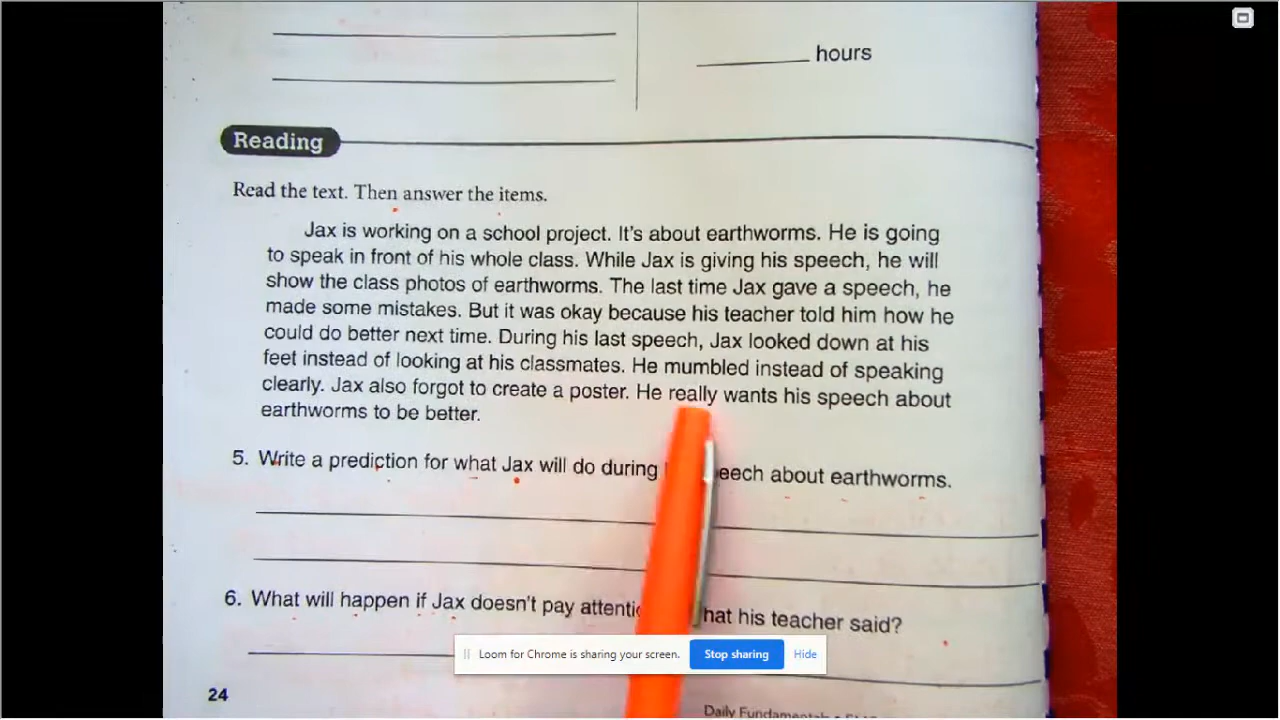 hours
Reading
Read the text. Then answer the items.
Jax is working on a school project. It's about earthworms. He is going
to speak in front of his whole class. While Jax is giving his speech, he will
show the class photos of earthworms. The last time Jax gave a speech, he
made some mistakes. But it was okay because his teacher told him how he
could do better next time. During his last speech, Jax looked down at his
feet instead of looking at his classmates. He mumbled instead of speaking
clearly. Jax also forgot to create a poster. He really wants his speech about
earthworms to be better.
5. Write a prediction for what Jax will do during eech about earthworms.
6. What will happen if Jax doesn't pay attenti hat his teacher said?
Loom for Chrome is sharing your screen. Stop sharing Hide
24
Daily